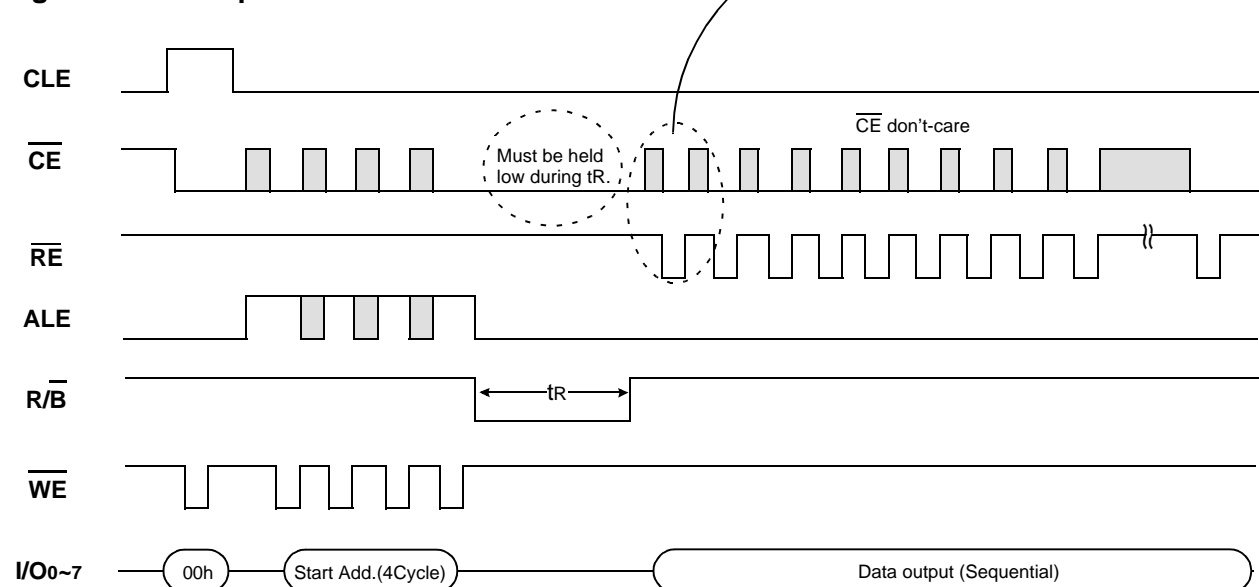 CLE
CE don't-care
CE
Must be held
low during tR.
RE
ALE
R/B
tR
WE
I/O0~7
00h
Start Add.(4Cycle)
Data output (Sequential)